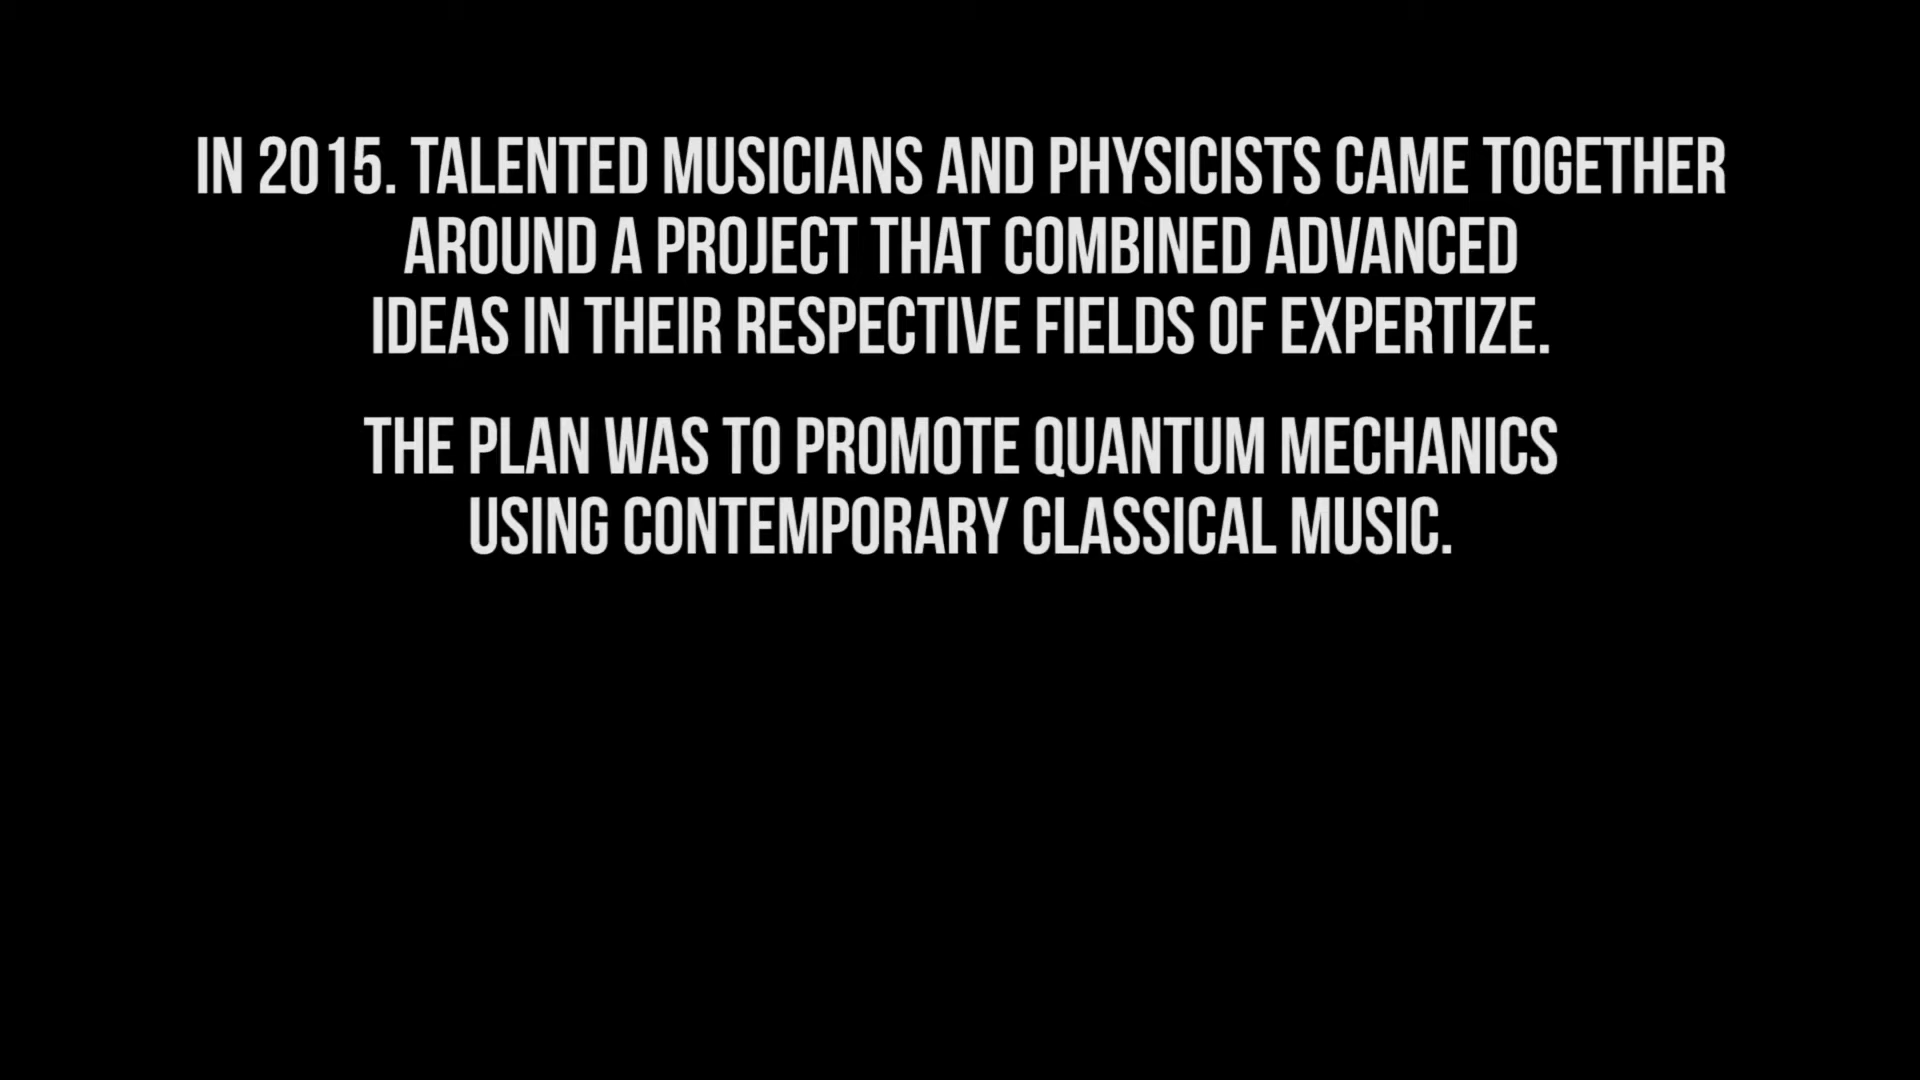 IN 2015. TALENTED MUSICIANS AND PHYSICISTS CAME TOGETHER
AROUND A PROJECT THAT COMBINED ADVANCED
IDEAS IN THEIR RESPECTIVE FIELDS OF EXPERTIZE.
THE PLAN WAS TO PROMOTE QUANTUM MECHANICS
USING CONTEMPORARY CLASSICAL MUSIC.